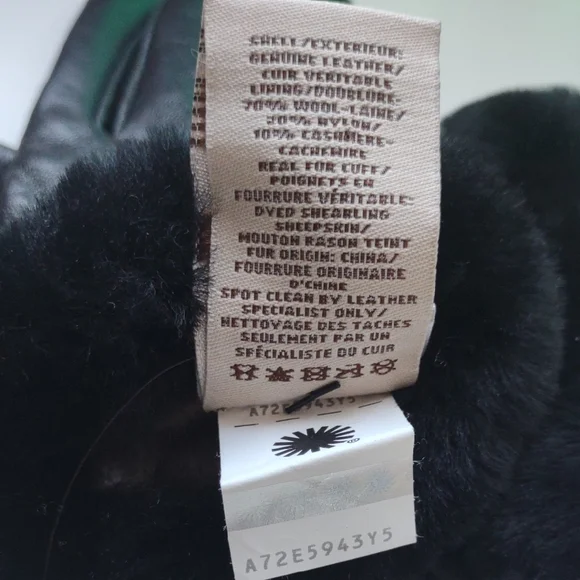 SHELL/EXTERIEUR:
GENUINE LEATHER/
CUIR VERITABLE
LINING/DOUBLURE:
70% WOOL-LAINE/
20% NYLON/
10% CASHMERE-
CACHEMIRE
REAL FUR CUFF/
POIGNETS EN
FOURRURE VÉRITABLE:
DYED SHEARLING
SHEEPSKIN/
MOUTON RASON TEINT
FUR ORIGIN: CHINA/
FOURRURE ORIGINAIRE
D'CHINE
SPOT CLEAN BY LEATHER
SPECIALIST ONLY/
NETTOYAGE DES TACHES
SEULEMENT PAR UN
SPÉCIALISTE DU CUIR
A72E5943Y5
A72E5943Y5